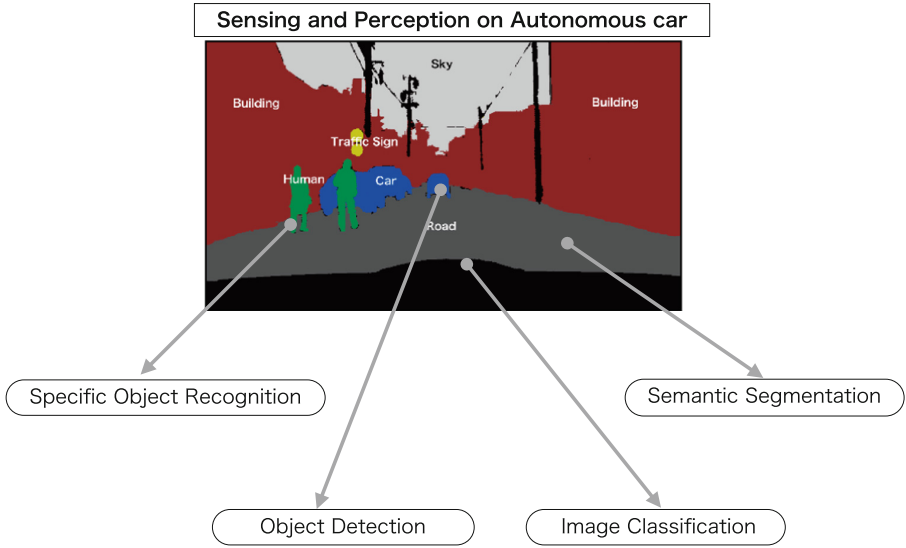 Sensing and Perception on Autonomous car
Sky
Building
Building
Traffic Sign
Human
Car
Road
Specific Object Recognition
Semantic Segmentation
Object Detection
Image Classification